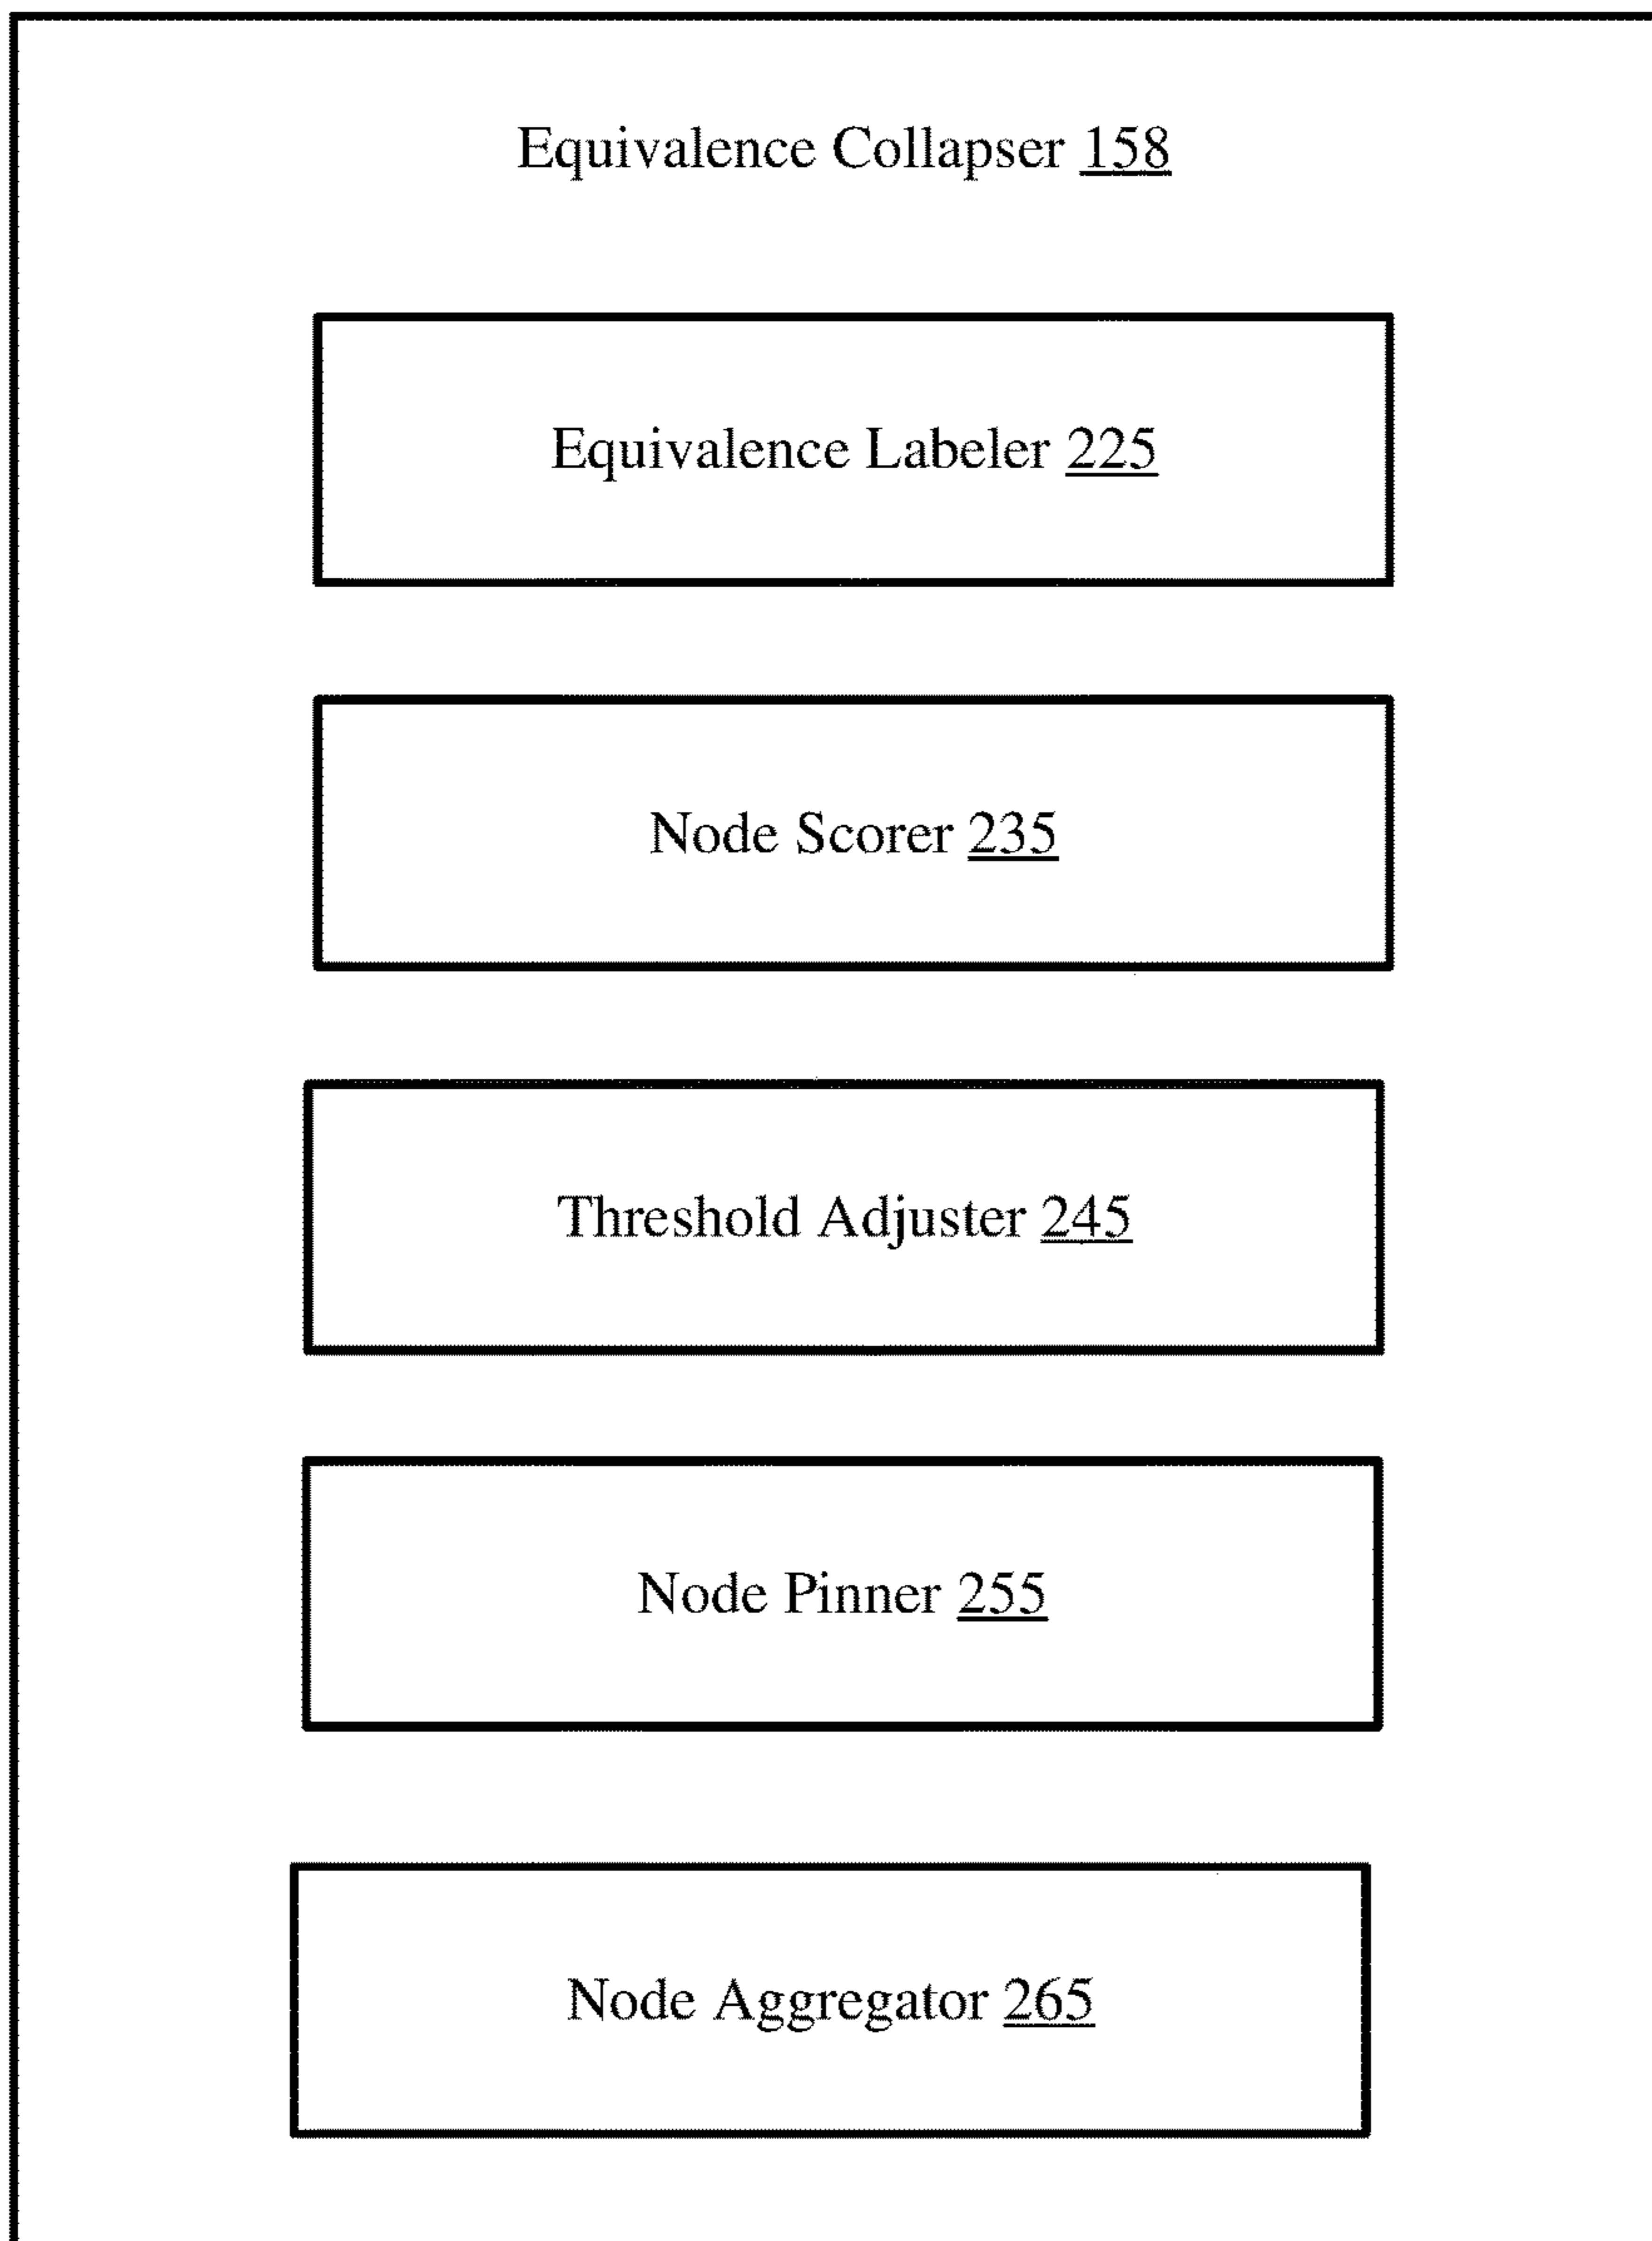 Equivalence Collapser 158
Equivalence Labeler 225
Node Scorer 235
Threshold Adjuster 245
Node Pinner 255
Node Aggregator 265